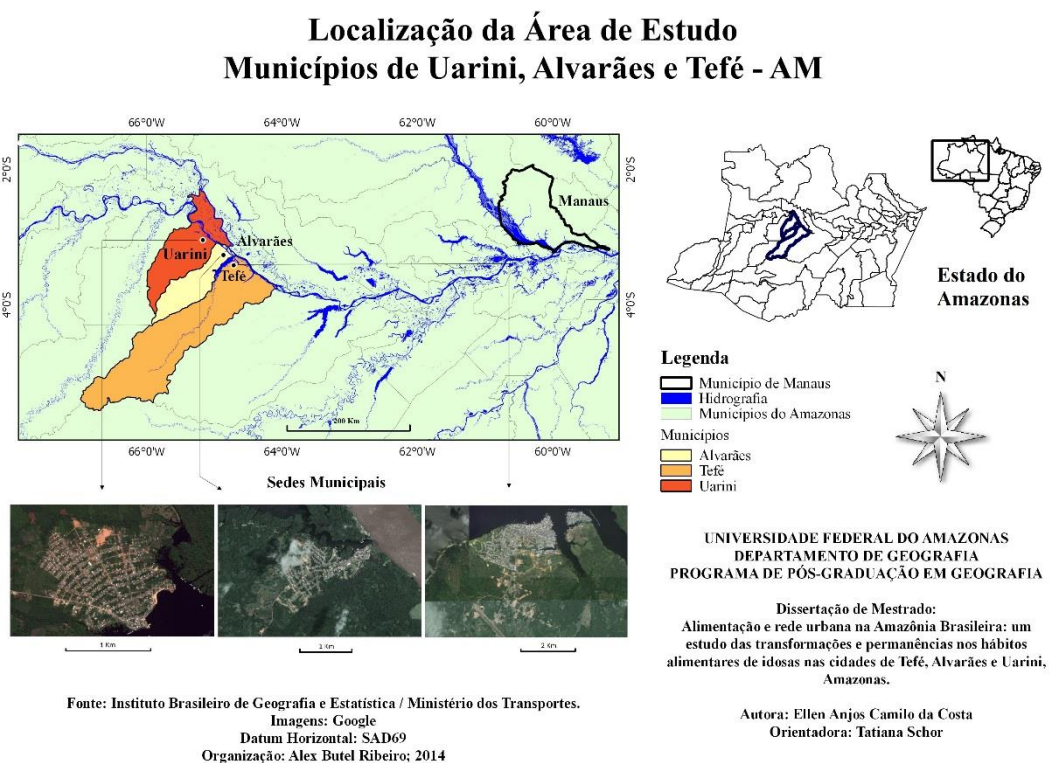 Localização da Área de Estudo
Municípios de Uarini, Alvarães e Tefé - AM
66°0'W
64°0'W
62°0'W
60°0'W
2°0'S
4°0'S
2°0'S
4°0'S
Manaus
Alvarães
Uarini
Tefé
200 Km
66°0'W
64°0'W
62°0'W
60°0'W
Estado do
Amazonas
Legenda
Município de Manaus
Hidrografia
Municípios do Amazonas
Municípios
Alvarães
Tefé
Uarini
N
Sedes Municipais
1 Km
1 Km
2 Km
UNIVERSIDADE FEDERAL DO AMAZONAS
DEPARTAMENTO DE GEOGRAFIA
PROGRAMA DE PÓS-GRADUAÇÃO EM GEOGRAFIA
Dissertação de Mestrado:
Alimentação e rede urbana na Amazônia Brasileira: um
estudo das transformações e permanências nos hábitos
alimentares de idosas nas cidades de Tefé, Alvarães e Uarini,
Amazonas.
Autora: Ellen Anjos Camilo da Costa
Orientadora: Tatiana Schor
Fonte: Instituto Brasileiro de Geografia e Estatística / Ministério dos Transportes.
Imagens: Google
Datum Horizontal: SAD69
Organização: Alex Butel Ribeiro; 2014